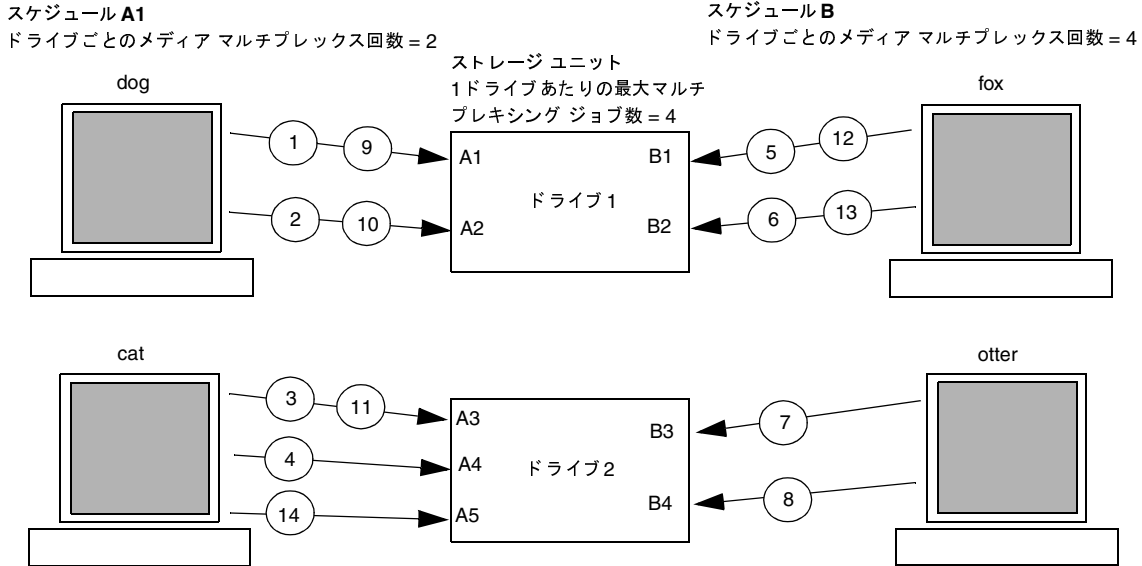 スケジュール A1
ドライブごとのメディア マルチプレックス回数 = 2
スケジュール B
ドライブごとのメディア マルチプレックス回数 = 4
ストレージ ユニット
1ドライブあたりの最大マルチ
プレキシング ジョブ数 = 4
dog
fox
1
9
A1
B1
5
12
ドライブ 1
2
10
A2
B2
6
13
cat
otter
3
11
A3
B3
7
4
A4
ドライブ 2
14
A5
B4
8